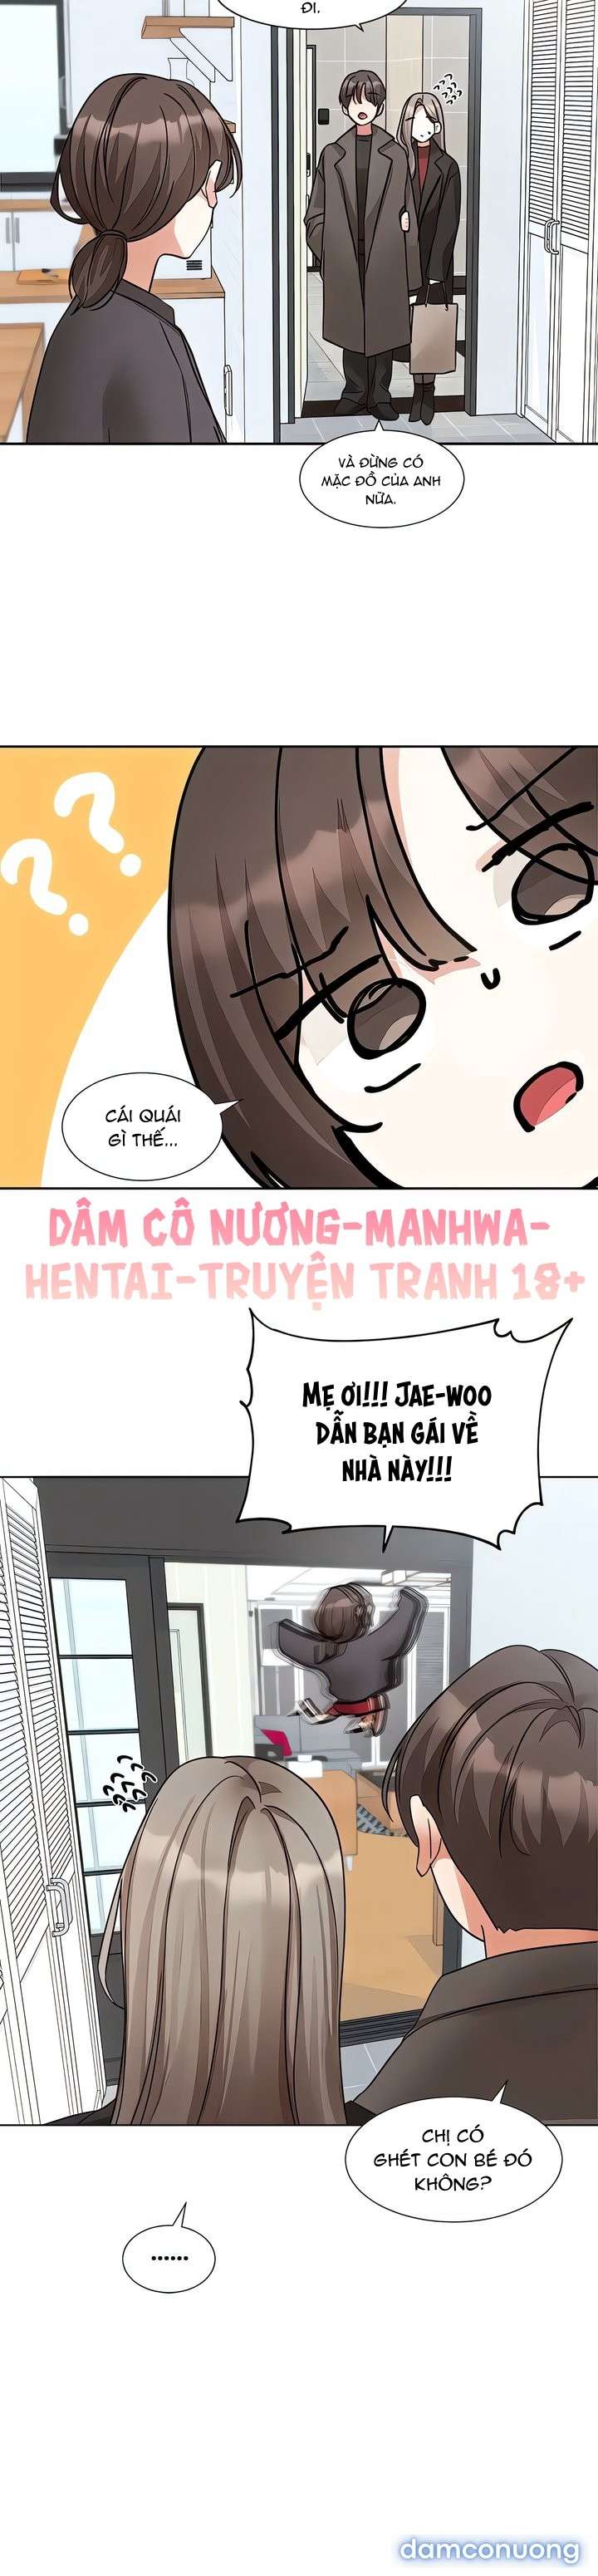 ĐI.
VÀ ĐỪNG CÓ
MẶC ĐỒ CỦA ANH
NỮA.
CÁI QUÁI
GÌ THẾ...
DÂM CÔ NƯƠNG-MANHWA-
HENTAI-TRUYỆN TRANH 18+
MẸ ƠI!!! JAE-WOO
DẪN BẠN GÁI VỀ
NHÀ NÀY!!!
CHỊ CÓ
GHÉT CON BÉ ĐÓ
KHÔNG?
......
damconuong